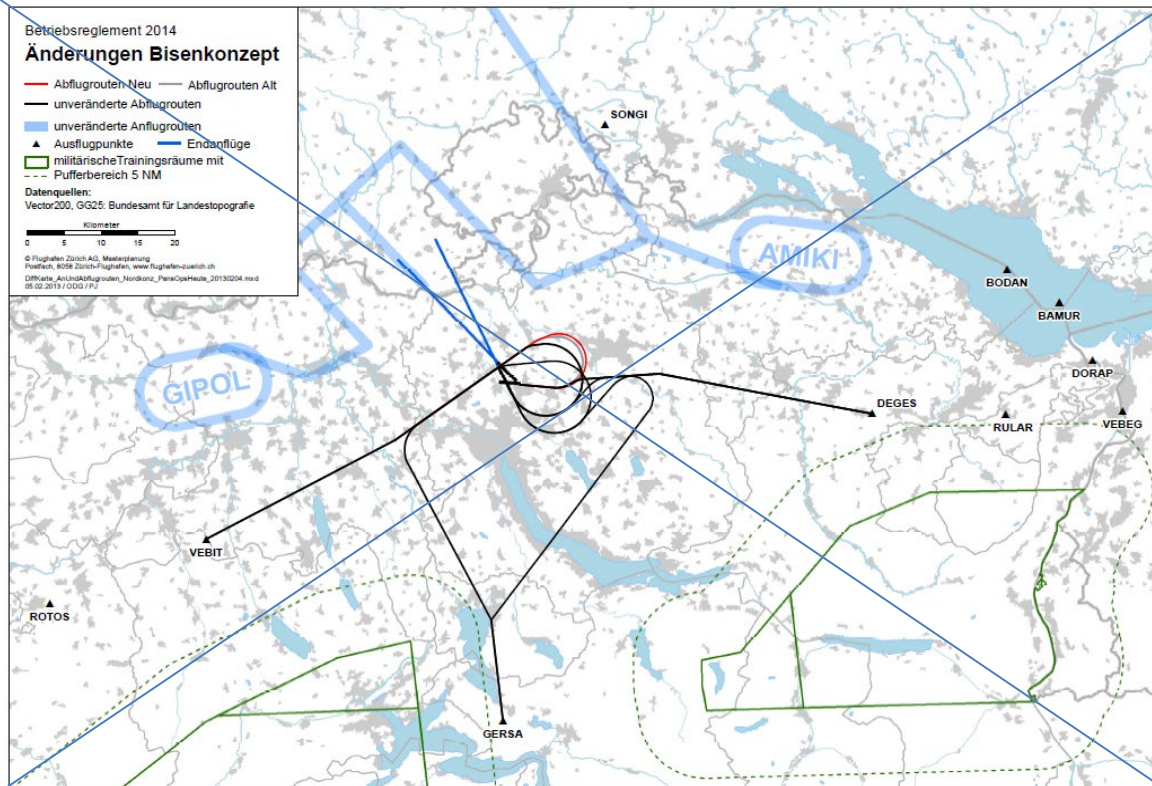 Betriebsreglement 2014
Änderungen Bisenkonzept
Abflugrouten Neu Abflugrouten Alt
unveränderte Abflugrouten
unveränderte Anflugrouten
Ausflugpunkte Endanflüge
militärischeTrainingsräume mit
Pufferbereich 5 NM
Datenquellen:
Vector200, GG25: Bundesamt für Landestopografie
Kilometer
0 5 10 15 20
© Flughafen Zürich AG, Masterplanung
Postfach, 8058 Zürich-Flughafen, www.flughafen-zuerich.ch
DiffKarte_AnUndAbflugrouten_Nordkonz_PansOpsHeute_20130204.mxd
05.02.2013 / ODG / PJ
SONGI
AMIKI
BODAN
BAMUR
GIPOL
DORAP
DEGES
RULAR
VEBEG
VEBIT
ROTOS
GERSA